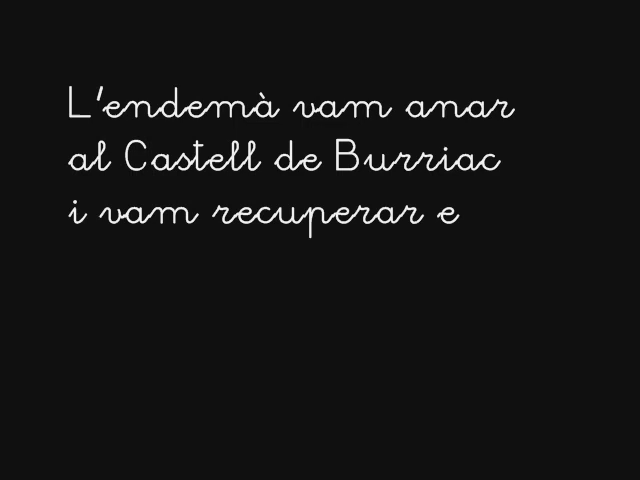 L'endemà vam anar
al Castell de Burriac
i vam recuperar e